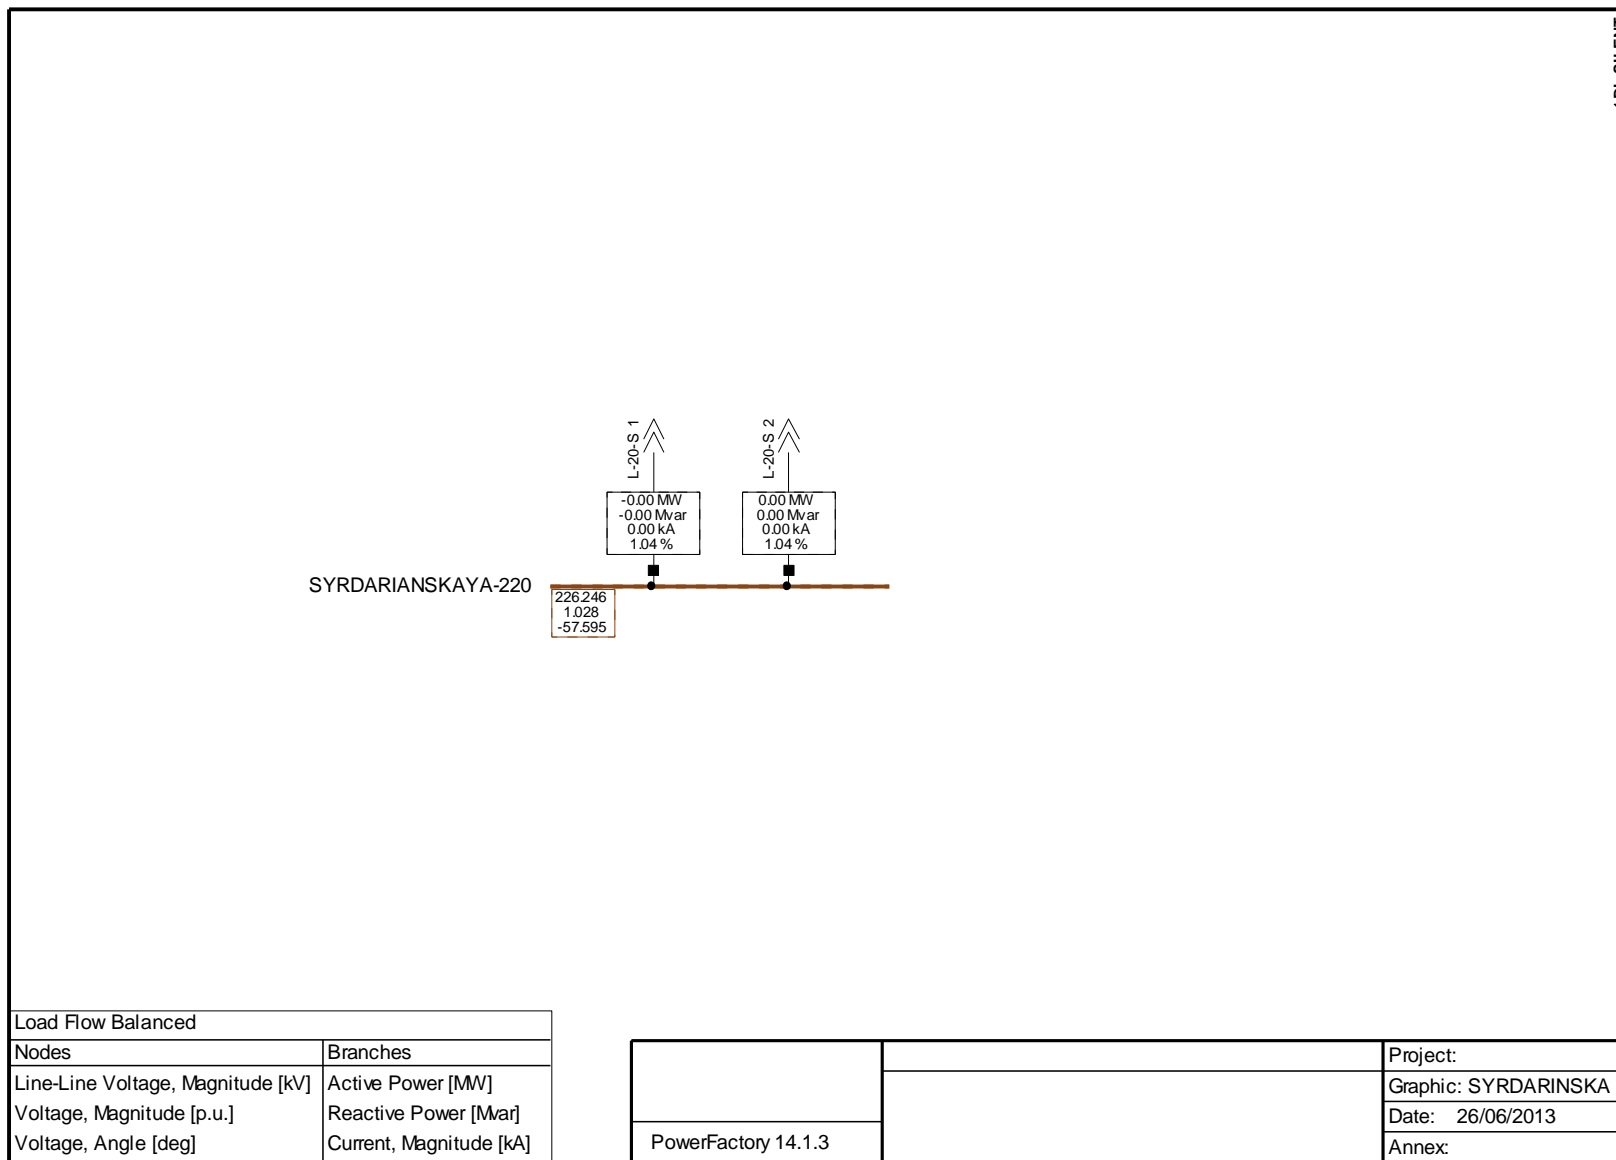 L-20-S 1
L-20-S 2
-0.00 MW
-0.00 Mvar
0.00 kA
1.04 %
0.00 MW
0.00 Mvar
0.00 kA
1.04 %
SYRDARIANSKAYA-220
226.246
1.028
-57.595
Load Flow Balanced
Nodes
Branches
Line-Line Voltage, Magnitude [kV]
Active Power [MW]
Voltage, Magnitude [p.u.]
Reactive Power [Mvar]
Voltage, Angle [deg]
Current, Magnitude [kA]
PowerFactory 14.1.3
Project:
Graphic: SYRDARINSKA
Date: 26/06/2013
Annex: